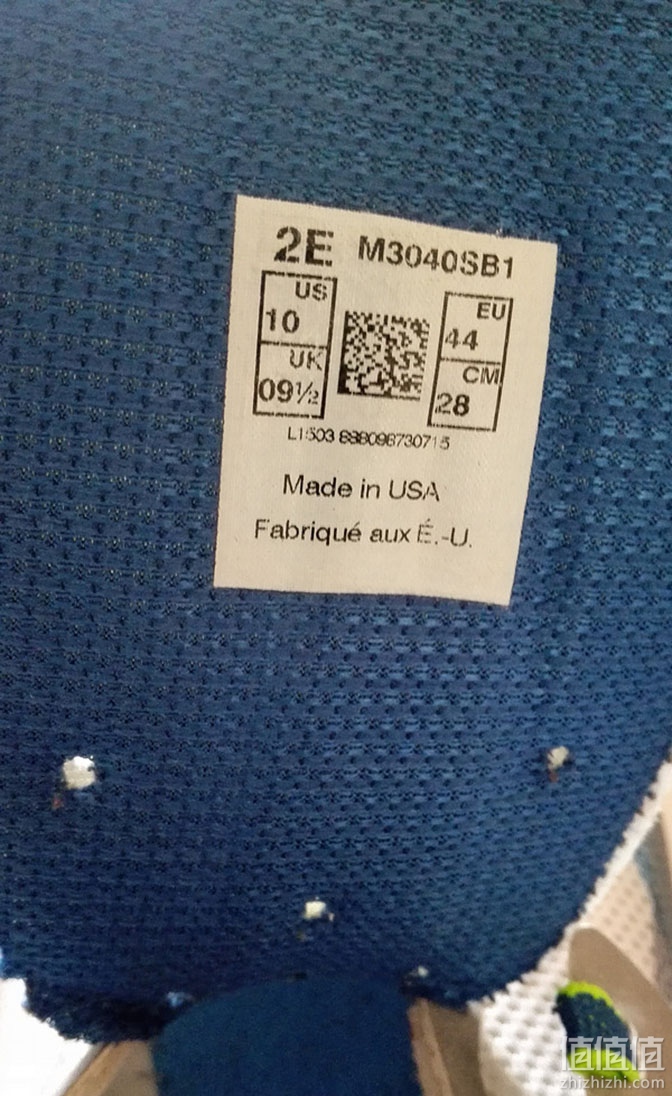 2E M3040SB1
US
10
UK
09½
EU
44
CM
28
L1503 888098730715
Made in USA
Fabriqué aux É.-U.
值值值
zhizhizhi.com